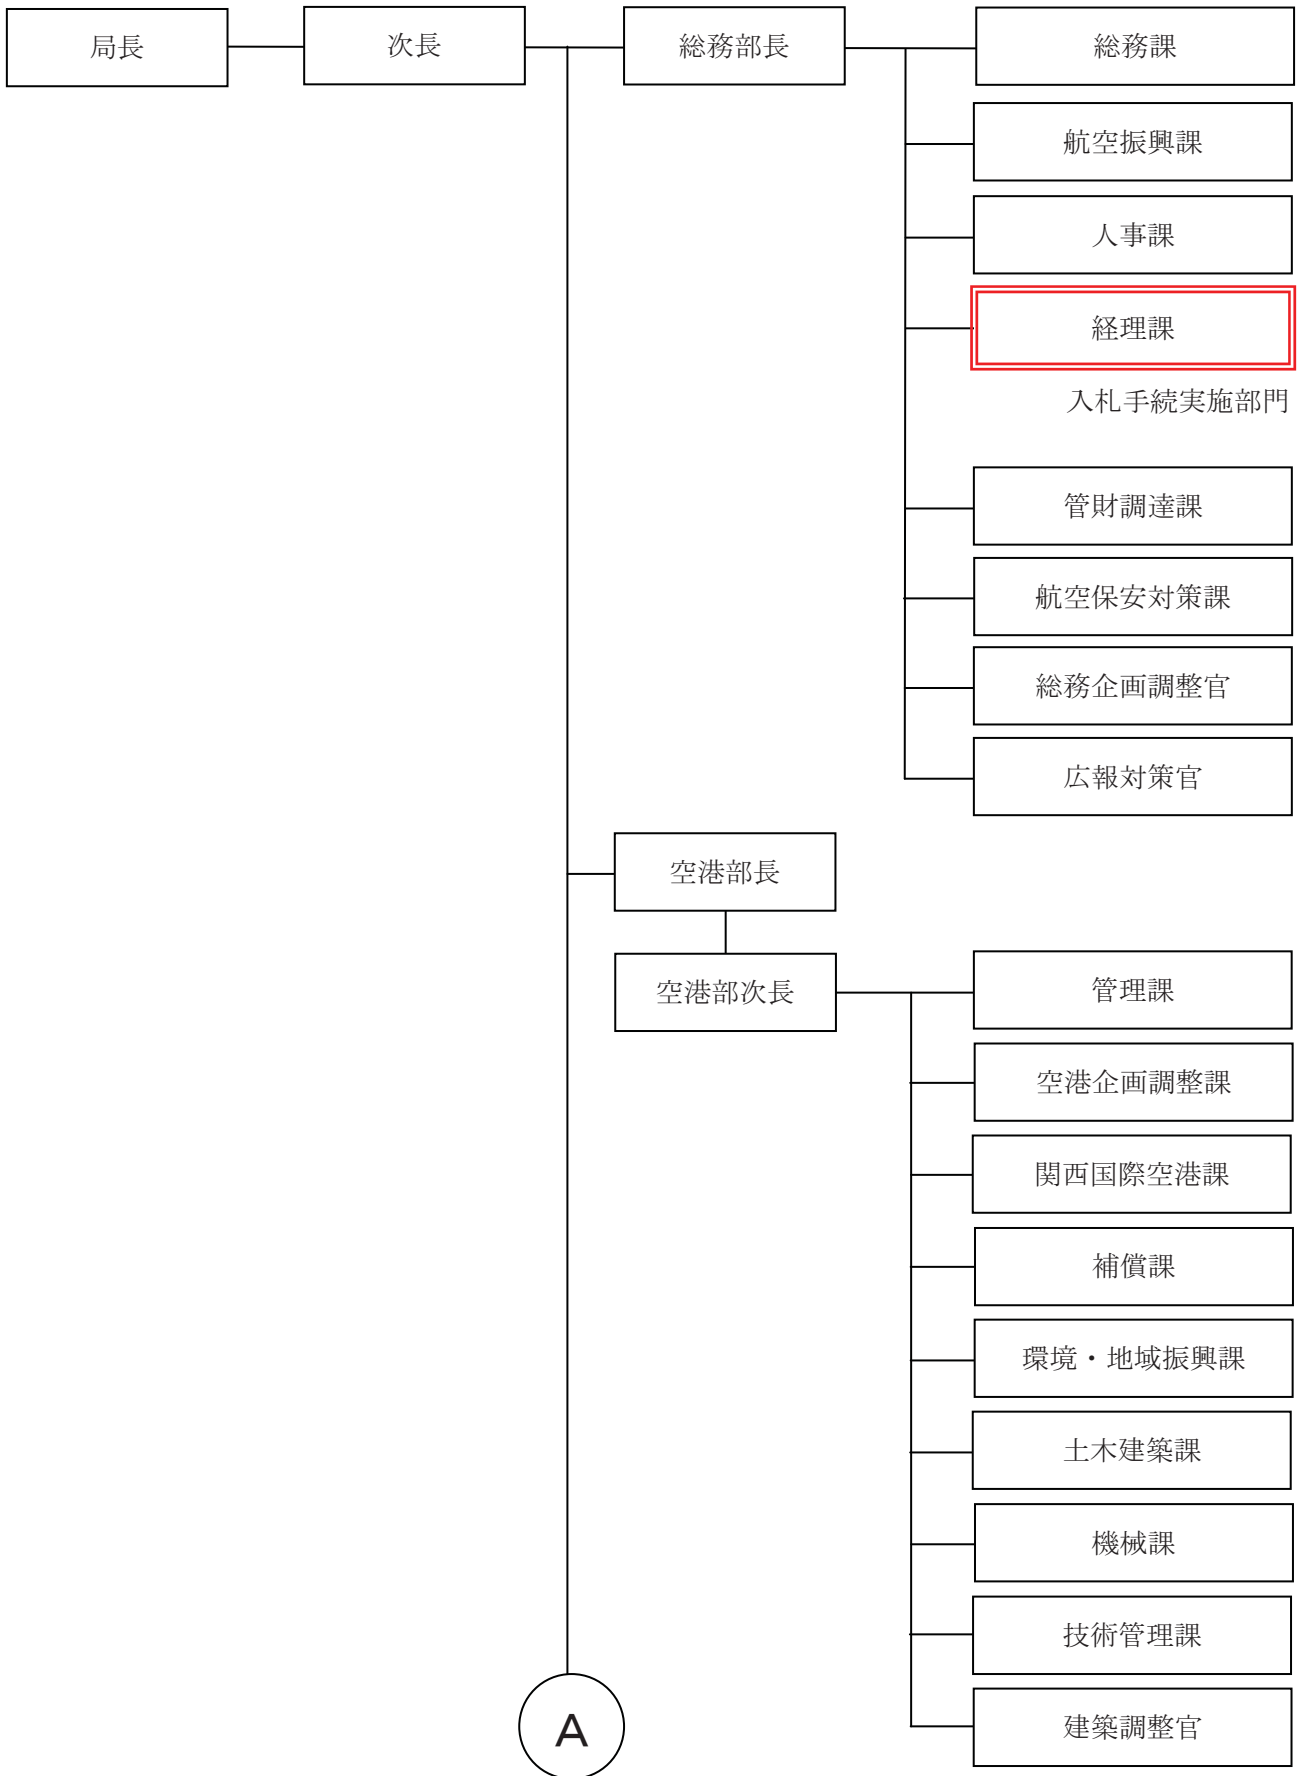 局長
次長
総務部長
総務課
航空振興課
人事課
経理課
入札手続実施部門
管財調達課
航空保安対策課
総務企画調整官
広報対策官
空港部長
空港部次長
管理課
空港企画調整課
関西国際空港課
補償課
環境・地域振興課
土木建築課
機械課
技術管理課
建築調整官
A